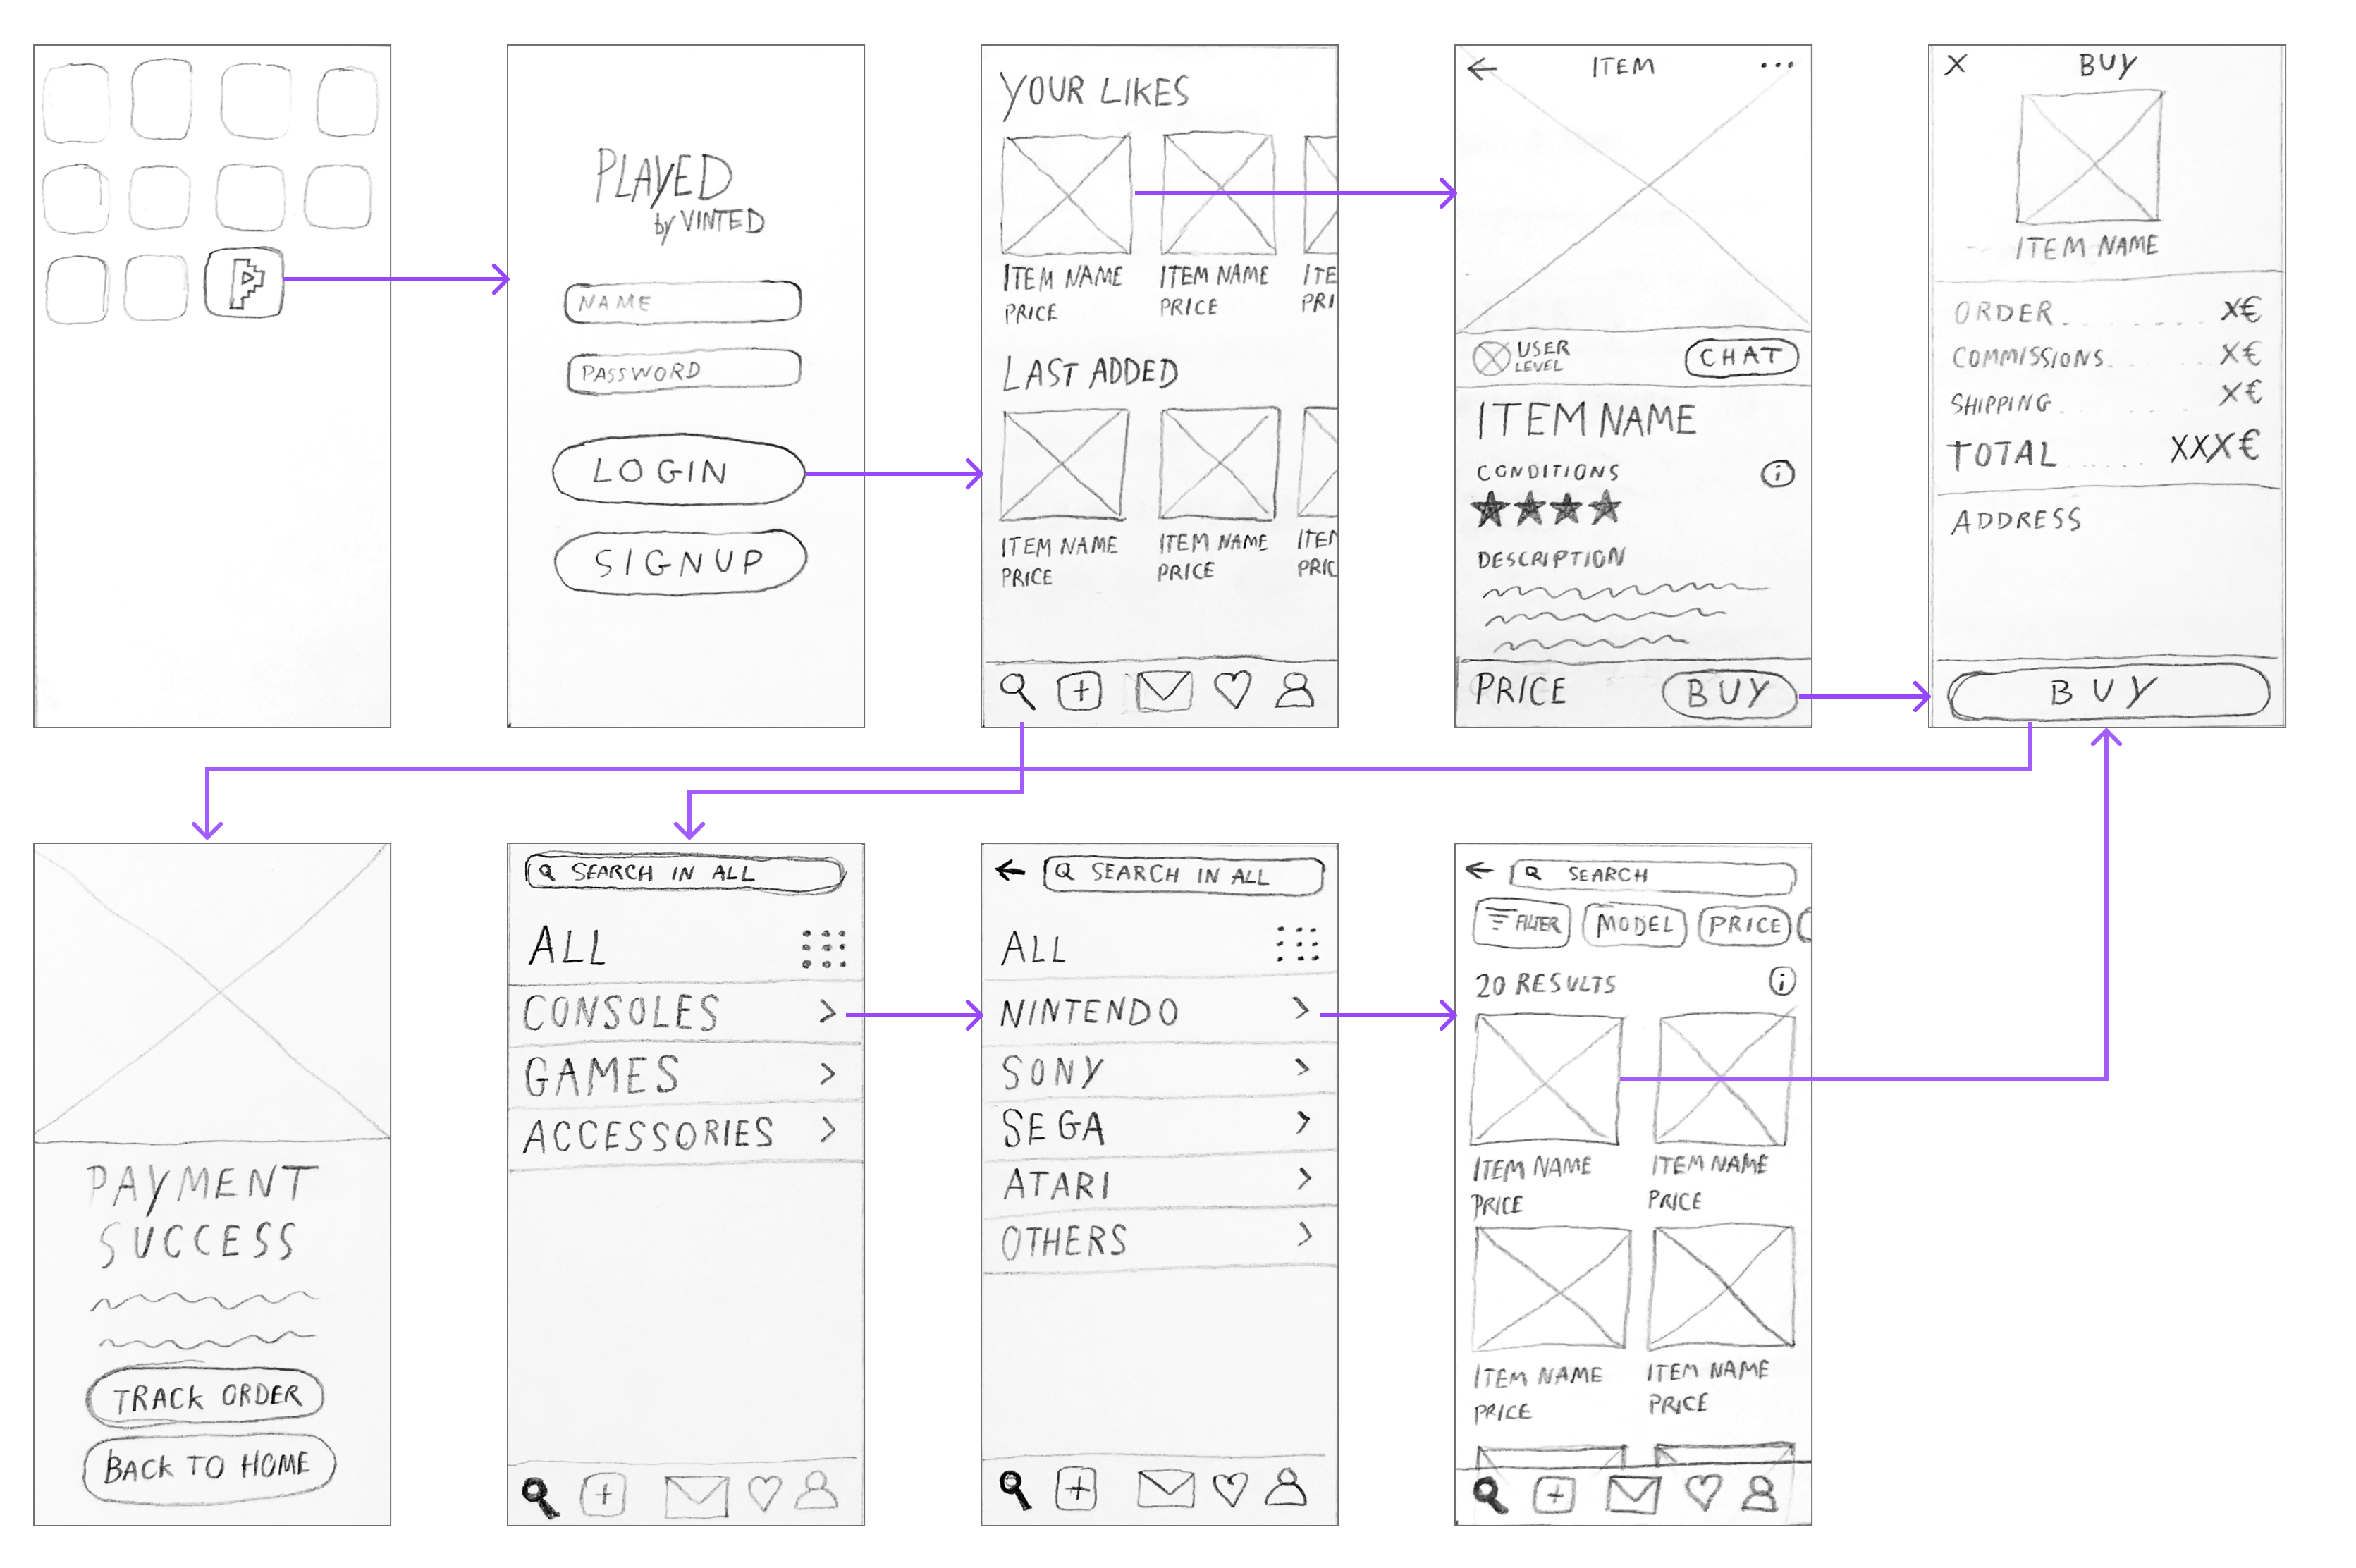 PLAYED
by VINTED
NAME
PASSWORD
LOGIN
SIGNUP
YOUR LIKES
ITEM NAME ITEM NAME ITE
PRICE PRICE PRI
LAST ADDED
ITEM NAME ITEM NAME ITEM
PRICE PRICE PRIC
ITEM
USER
LEVEL
CHAT
ITEM NAME
CONDITIONS
i
DESCRIPTION
PRICE BUY
X BUY
ITEM NAME
ORDER........ X€
COMMISSIONS..... X€
SHIPPING........ X€
TOTAL....... XXX€
ADDRESS
BUY
PAYMENT
SUCCESS
TRACK ORDER
BACK TO HOME
SEARCH IN ALL
ALL
CONSOLES >
GAMES >
ACCESSORIES >
SEARCH IN ALL
ALL
NINTENDO >
SONY >
SEGA >
ATARI >
OTHERS >
SEARCH
FILTER MODEL PRICE
20 RESULTS i
ITEM NAME ITEM NAME
PRICE PRICE
ITEM NAME ITEM NAME
PRICE PRICE